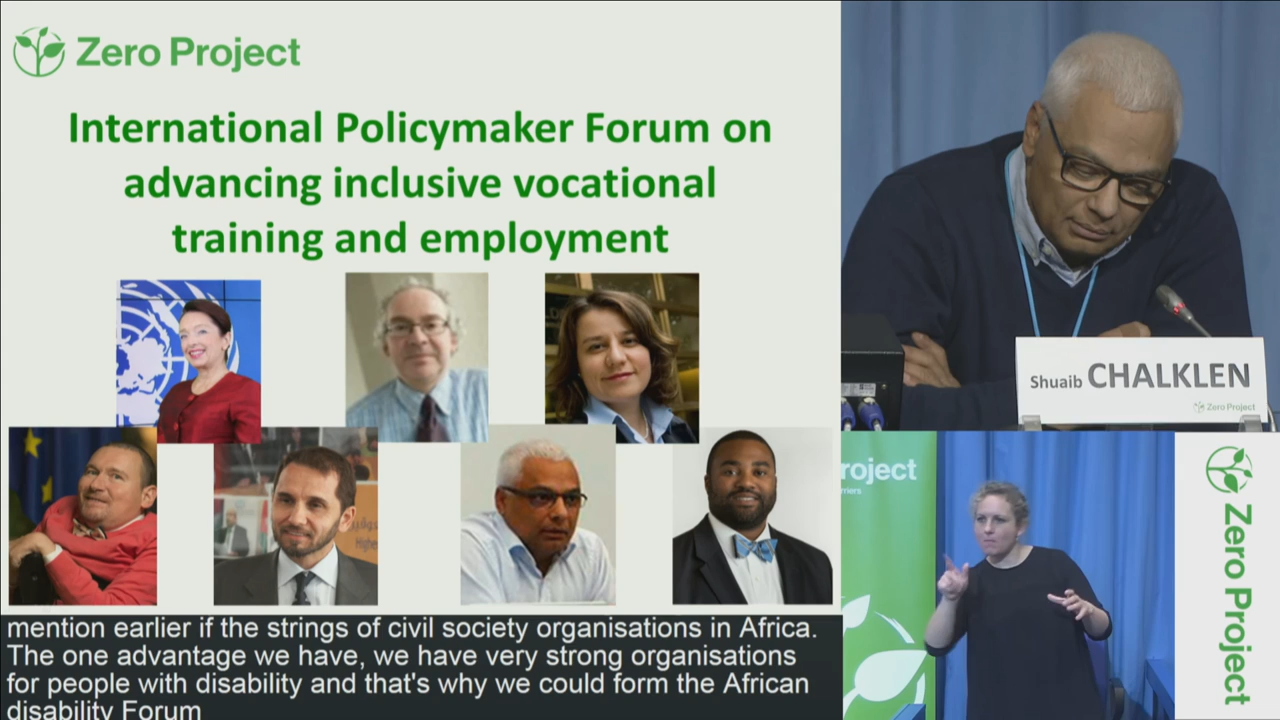 Zero Project
International Policymaker Forum on
advancing inclusive vocational
training and employment
mention earlier if the strings of civil society organisations in Africa.
The one advantage we have, we have very strong organisations
for people with disability and that's why we could form the African
disability Forum
Shuaib CHALKLEN
Zero Project
roject
Zero Project